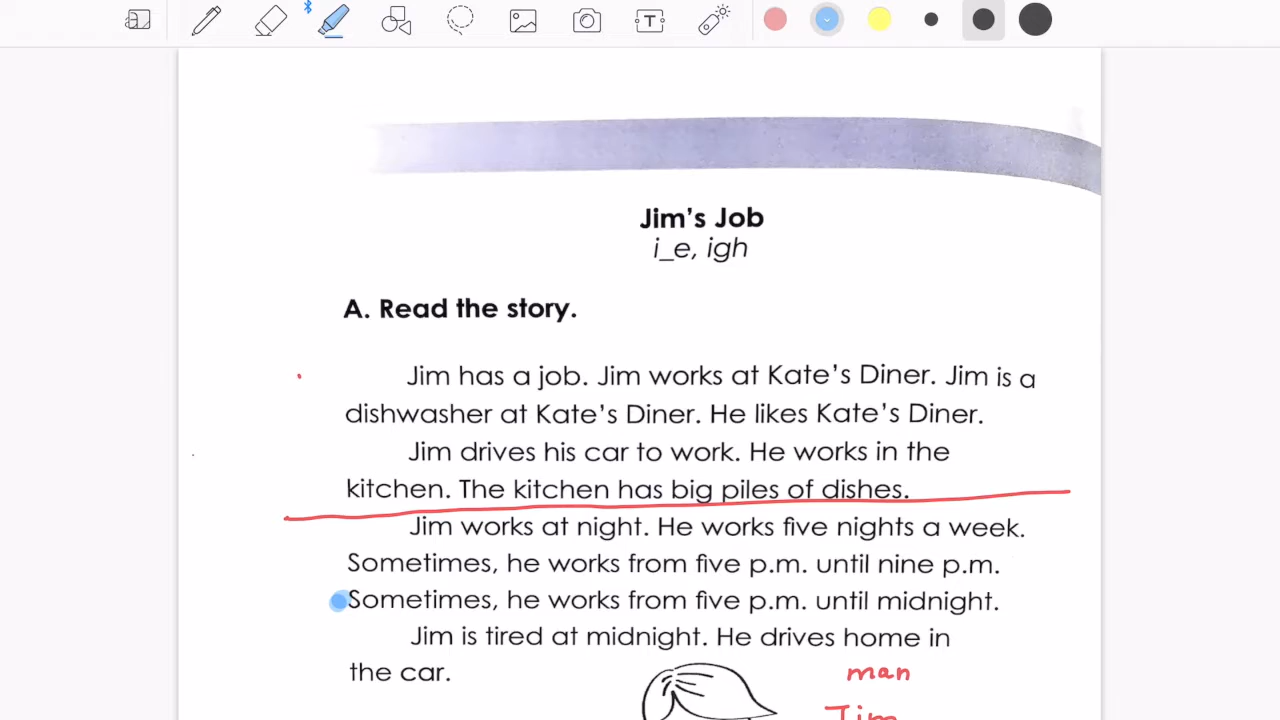 Jim's Job
i_e, igh
A. Read the story.
Jim has a job. Jim works at Kate's Diner. Jim is a
dishwasher at Kate's Diner. He likes Kate's Diner.
Jim drives his car to work. He works in the
kitchen. The kitchen has big piles of dishes.
Jim works at night. He works five nights a week.
Sometimes, he works from five p.m. until nine p.m.
Sometimes, he works from five p.m. until midnight.
Jim is tired at midnight. He drives home in
the car.
man
Jim